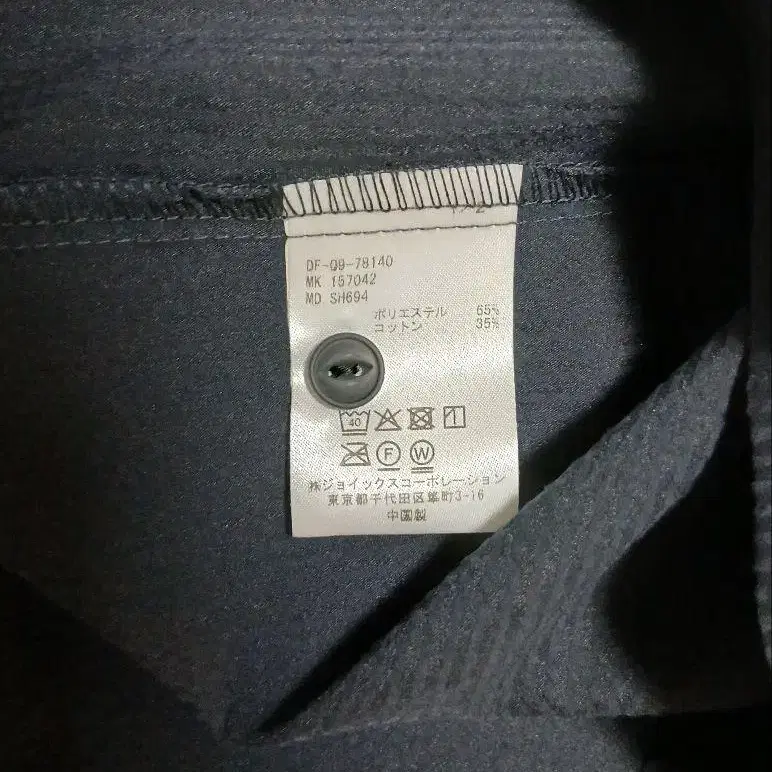 DF-Q9-78140
MK 157042
MD SH694
ポリエステル 65%
コットン 35%
40
F W
㈱ジョイックスコーポレーション
東京都千代田区隼町3-16
中国製